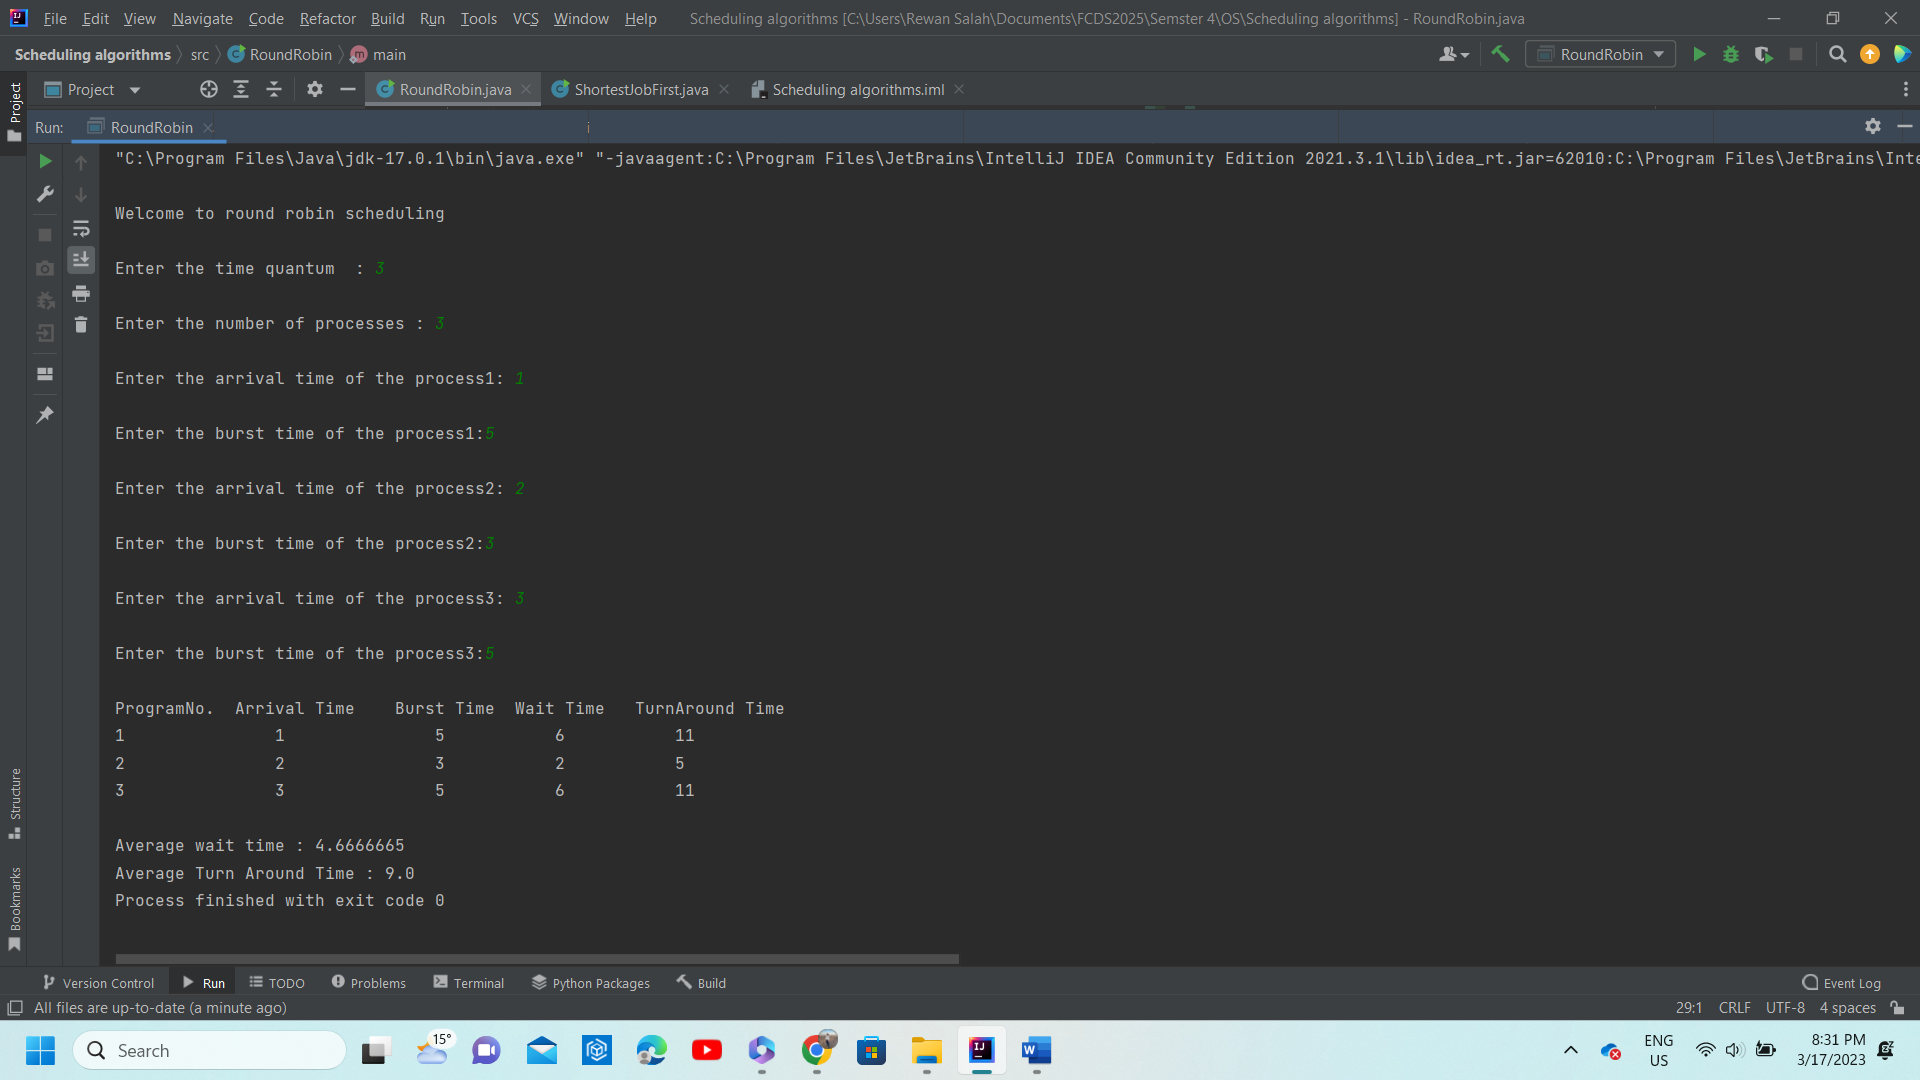 File Edit View Navigate Code Refactor Build Run Tools VCS Window Help Scheduling algorithms [C:\Users\Rewan Salah\Documents\FCDS2025\Semster 4\OS\Scheduling algorithms] - RoundRobin.java
Scheduling algorithms src RoundRobin main RoundRobin
Project RoundRobin.java ShortestJobFirst.java Scheduling algorithms.iml
Project
Run: RoundRobin
"C:\Program Files\Java\jdk-17.0.1\bin\java.exe" "-javaagent:C:\Program Files\JetBrains\IntelliJ IDEA Community Edition 2021.3.1\lib\idea_rt.jar=62010:C:\Program Files\JetBrains\Inte
Welcome to round robin scheduling
Enter the time quantum  : 3
Enter the number of processes : 3
Enter the arrival time of the process1: 1
Enter the burst time of the process1:5
Enter the arrival time of the process2: 2
Enter the burst time of the process2:3
Enter the arrival time of the process3: 3
Enter the burst time of the process3:5
ProgramNo. Arrival Time Burst Time Wait Time TurnAround Time
1 1 5 6 11
2 2 3 2 5
3 3 5 6 11
Average wait time : 4.6666665
Average Turn Around Time : 9.0
Process finished with exit code 0
Structure
Bookmarks
Version Control Run TODO Problems Terminal Python Packages Build Event Log
All files are up-to-date (a minute ago) 29:1 CRLF UTF-8 4 spaces
Search 15° ENG US 8:31 PM 3/17/2023